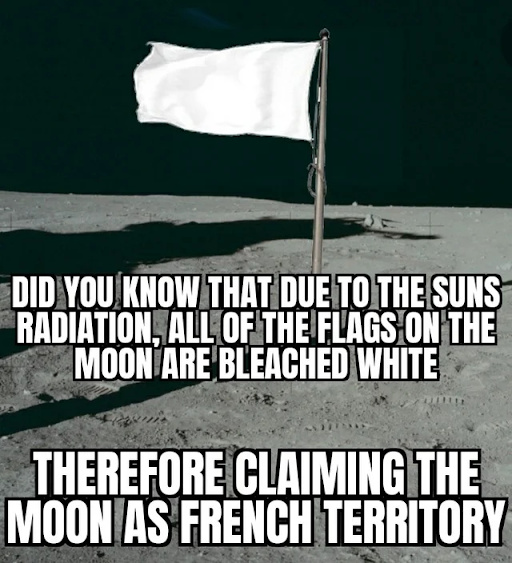 DID YOU KNOW THAT DUE TO THE SUNS
RADIATION, ALL OF THE FLAGS ON THE
MOON ARE BLEACHED WHITE
THEREFORE CLAIMING THE
MOON AS FRENCH TERRITORY